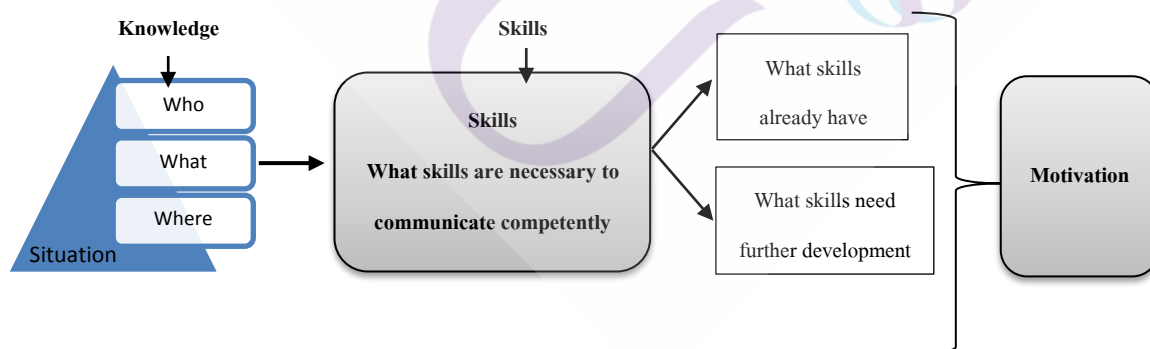 Knowledge
Who
What
Where
Situation
Skills
Skills
What skills are necessary to
communicate competently
What skills
already have
What skills need
further development
Motivation